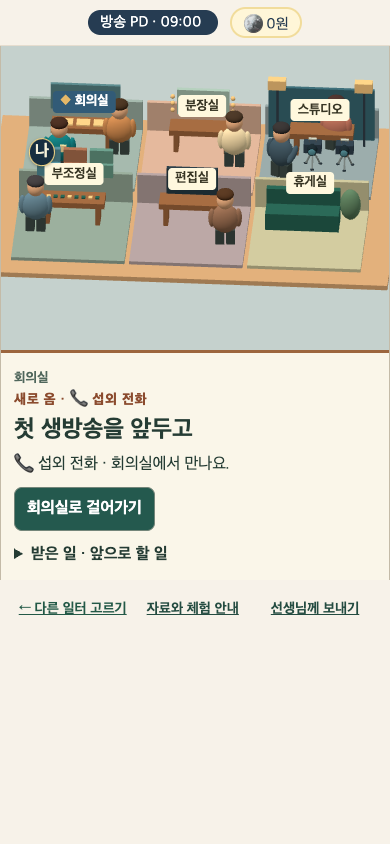 방송 PD · 09:00
0원
회의실
분장실
스튜디오
나
부조정실
편집실
휴게실
회의실
새로 옴 · 📞 섭외 전화
첫 생방송을 앞두고
📞 섭외 전화 · 회의실에서 만나요.
회의실로 걸어가기
▶ 받은 일 · 앞으로 할 일
← 다른 일터 고르기
자료와 체험 안내
선생님께 보내기